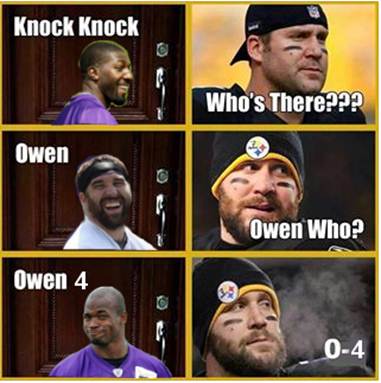 Knock Knock
Who's There???
Owen
Owen Who?
Owen 4
0-4